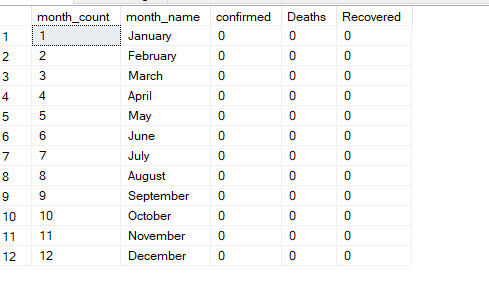 month_count month_name confirmed Deaths Recovered
1 1 January 0 0 0
2 2 February 0 0 0
3 3 March 0 0 0
4 4 April 0 0 0
5 5 May 0 0 0
6 6 June 0 0 0
7 7 July 0 0 0
8 8 August 0 0 0
9 9 September 0 0 0
10 10 October 0 0 0
11 11 November 0 0 0
12 12 December 0 0 0